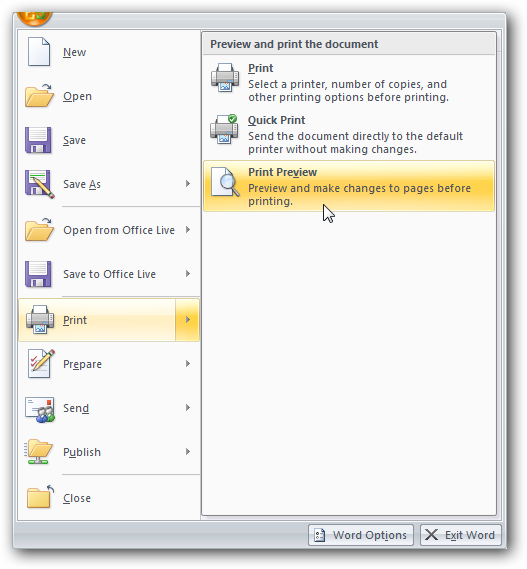 New
Open
Save
Save As
Open from Office Live
Save to Office Live
Print
Prepare
Send
Publish
Close
Preview and print the document
Print
Select a printer, number of copies, and
other printing options before printing.
Quick Print
Send the document directly to the default
printer without making changes.
Print Preview
Preview and make changes to pages before
printing.
Word Options
Exit Word